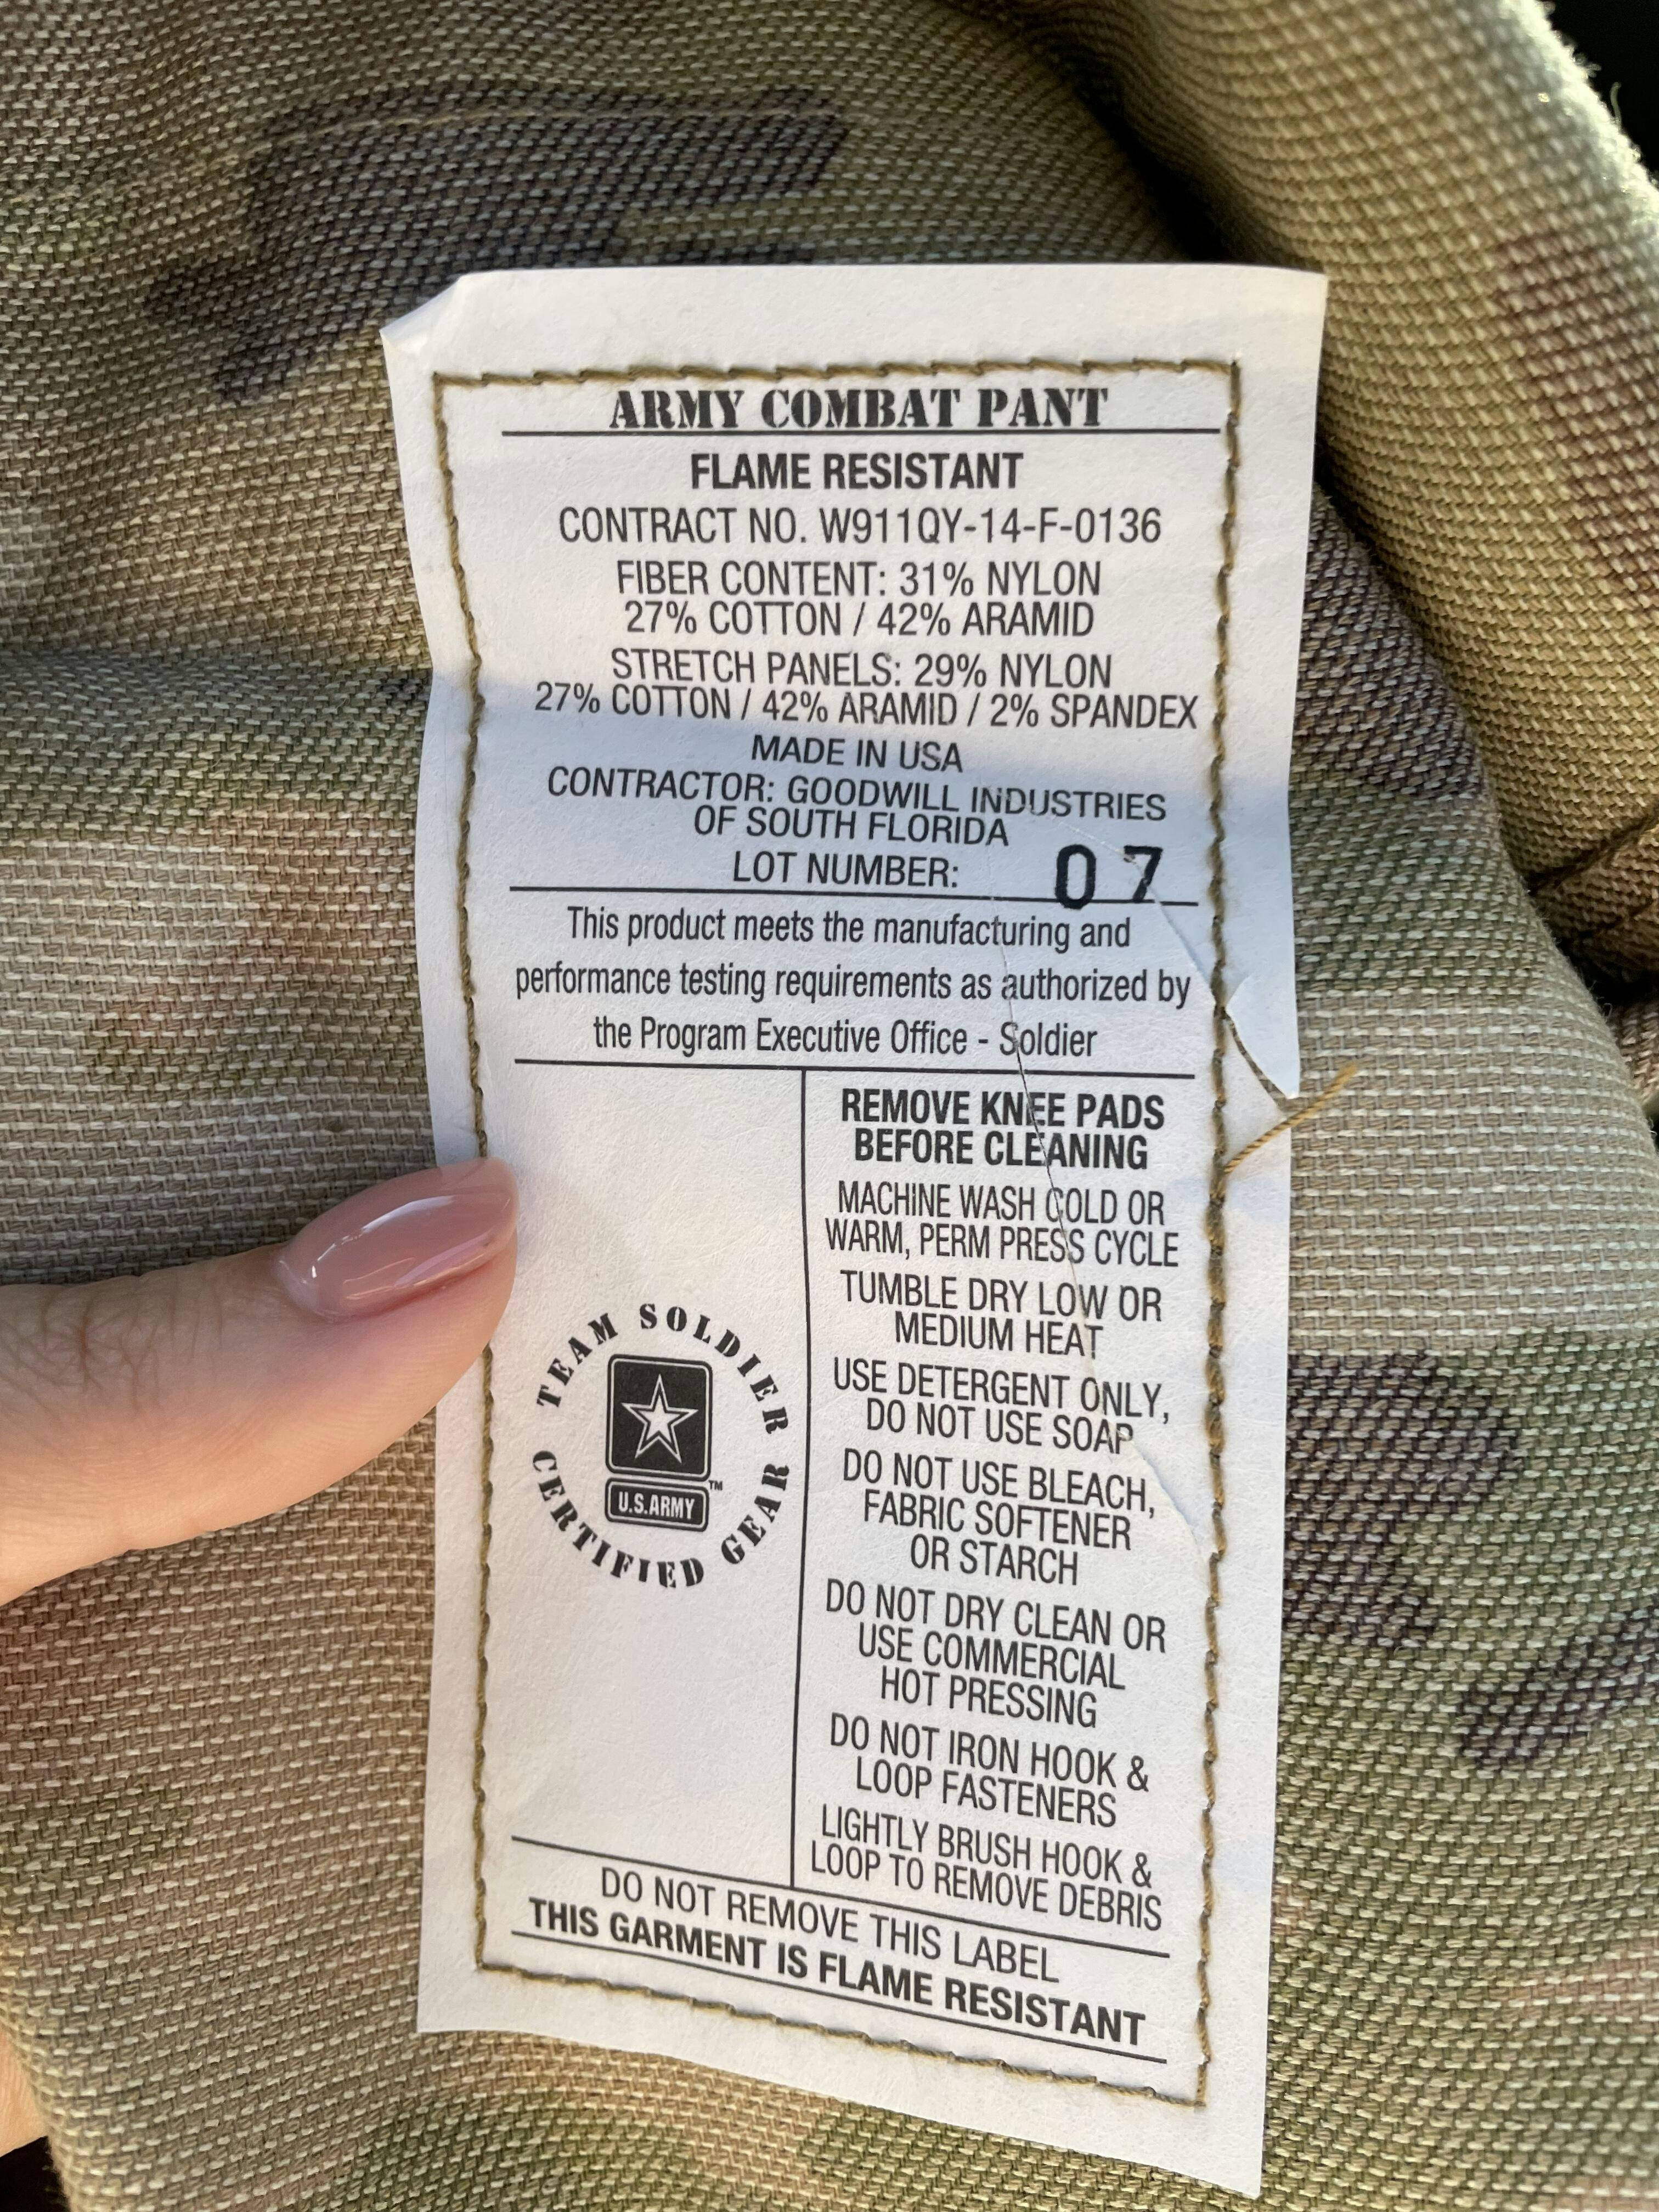 ARMY COMBAT PANT
FLAME RESISTANT
CONTRACT NO. W911QY-14-F-0136
FIBER CONTENT: 31% NYLON
27% COTTON / 42% ARAMID
STRETCH PANELS: 29% NYLON
27% COTTON / 42% ARAMID / 2% SPANDEX
MADE IN USA
CONTRACTOR: GOODWILL INDUSTRIES
OF SOUTH FLORIDA
LOT NUMBER: 07
This product meets the manufacturing and
performance testing requirements as authorized by
the Program Executive Office - Soldier
TEAM SOLDIER
CERTIFIED GEAR
U.S.ARMY™
REMOVE KNEE PADS
BEFORE CLEANING
MACHINE WASH COLD OR
WARM, PERM PRESS CYCLE
TUMBLE DRY LOW OR
MEDIUM HEAT
USE DETERGENT ONLY,
DO NOT USE SOAP
DO NOT USE BLEACH,
FABRIC SOFTENER
OR STARCH
DO NOT DRY CLEAN OR
USE COMMERCIAL
HOT PRESSING
DO NOT IRON HOOK &
LOOP FASTENERS
LIGHTLY BRUSH HOOK &
LOOP TO REMOVE DEBRIS
DO NOT REMOVE THIS LABEL
THIS GARMENT IS FLAME RESISTANT